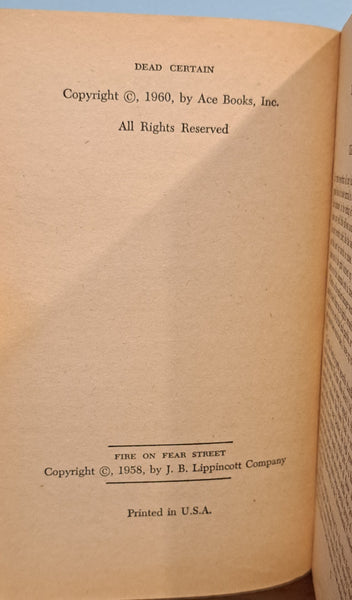 DEAD CERTAIN
Copyright ©, 1960, by Ace Books, Inc.
All Rights Reserved
FIRE ON FEAR STREET
Copyright ©, 1958, by J. B. Lippincott Company
Printed in U.S.A.